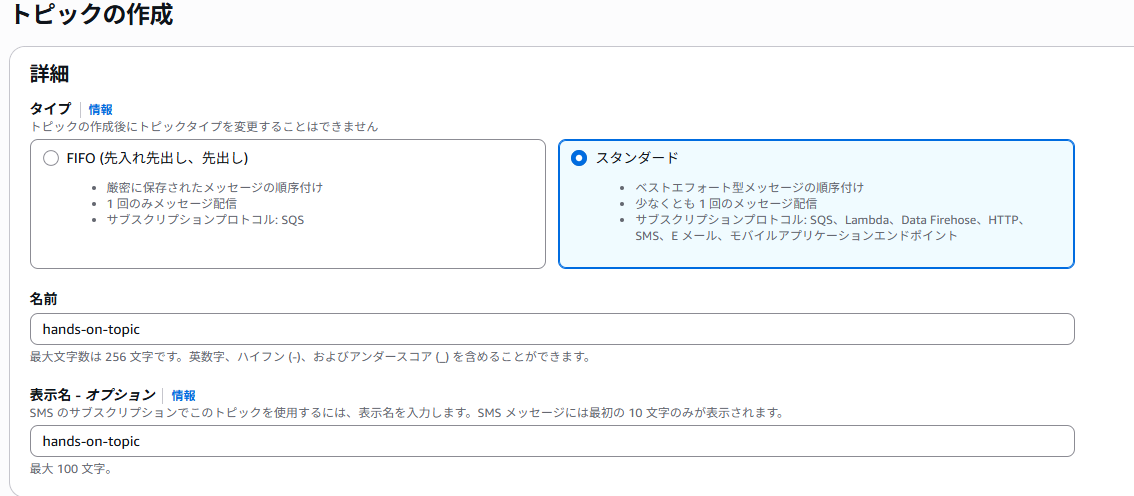 トピックの作成
詳細
タイプ 情報
トピックの作成後にトピックタイプを変更することはできません
FIFO (先入れ先出し、先出し)
厳密に保存されたメッセージの順序付け
1 回のみメッセージ配信
サブスクリプションプロトコル: SQS
スタンダード
ベストエフォート型メッセージの順序付け
少なくとも 1 回のメッセージ配信
サブスクリプションプロトコル: SQS、Lambda、Data Firehose、HTTP、
SMS、E メール、モバイルアプリケーションエンドポイント
名前
hands-on-topic
最大文字数は 256 文字です。英数字、ハイフン (-)、およびアンダースコア (_) を含めることができます。
表示名 - オプション 情報
SMS のサブスクリプションでこのトピックを使用するには、表示名を入力します。SMS メッセージには最初の 10 文字のみが表示されます。
hands-on-topic
最大 100 文字。